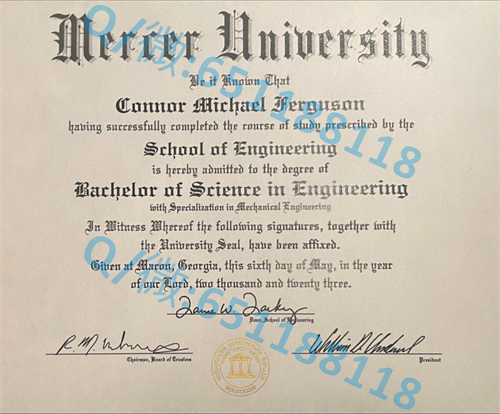 Mercer University
Be it Known That
Connor Michael Ferguson
having successfully completed the course of study prescribed by the
School of Engineering
is hereby admitted to the degree of
Bachelor of Science in Engineering
with Specialization in Mechanical Engineering
In Witness Whereof the following signatures, together with
the University Seal, have been affixed.
Given at Macon, Georgia, this sixth day of May, in the year
of our Lord, two thousand and twenty three.
Dean, School of Engineering
Chairman, Board of Trustees
President
Q/微:651188118
Q/微:651188118